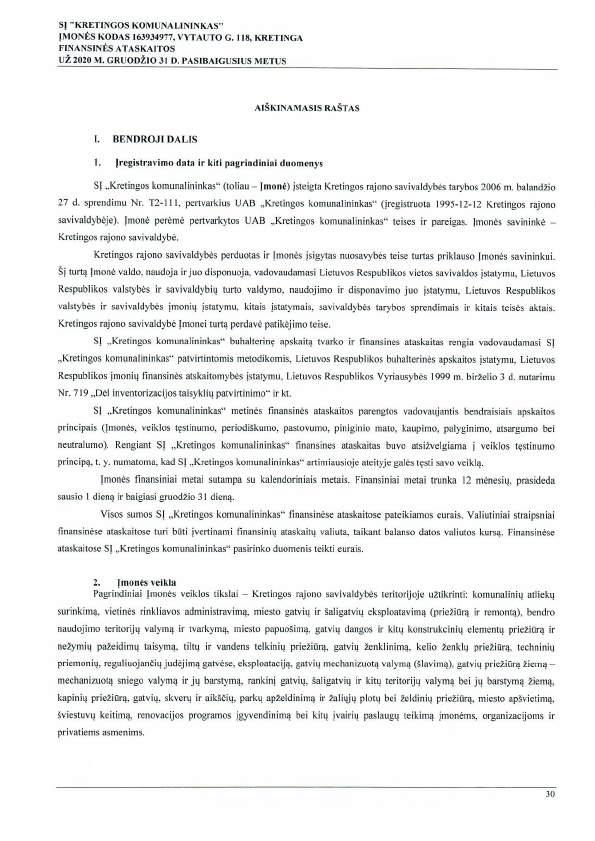 SĮ "KRETINGOS KOMUNALININKAS"
ĮMONĖS KODAS 163934977, VYTAUTO G. 118, KRETINGA
FINANSINĖS ATASKAITOS
UŽ 2020 M. GRUODŽIO 31 D. PASIBAIGUSIUS METUS
AIŠKINAMASIS RAŠTAS
I. BENDROJI DALIS
1. Įregistravimo data ir kiti pagrindiniai duomenys
SĮ „Kretingos komunalininkas“ (toliau – Įmonė) įsteigta Kretingos rajono savivaldybės tarybos 2006 m. balandžio
27 d. sprendimu Nr. T2-111, pertvarkius UAB „Kretingos komunalininkas“ (įregistruota 1995-12-12 Kretingos rajono
savivaldybėje). Įmonė perėmė pertvarkytos UAB „Kretingos komunalininkas“ teises ir pareigas. Įmonės savininkė –
Kretingos rajono savivaldybė.
Kretingos rajono savivaldybės perduotas ir Įmonės įsigytas nuosavybės teise turtas priklauso Įmonės savininkui.
Šį turtą Įmonė valdo, naudoja ir juo disponuoja, vadovaudamasi Lietuvos Respublikos vietos savivaldos įstatymu, Lietuvos
Respublikos valstybės ir savivaldybių turto valdymo, naudojimo ir disponavimo juo įstatymu, Lietuvos Respublikos
valstybės ir savivaldybės įmonių įstatymu, kitais įstatymais, savivaldybės tarybos sprendimais ir kitais teisės aktais.
Kretingos rajono savivaldybė Įmonei turtą perdavė patikėjimo teise.
SĮ „Kretingos komunalininkas“ buhalterinę apskaitą tvarko ir finansines ataskaitas rengia vadovaudamasi SĮ
„Kretingos komunalininkas“ patvirtintomis metodikomis, Lietuvos Respublikos buhalterinės apskaitos įstatymu, Lietuvos
Respublikos įmonių finansinės atskaitomybės įstatymu, Lietuvos Respublikos Vyriausybės 1999 m. birželio 3 d. nutarimu
Nr. 719 „Dėl inventorizacijos taisyklių patvirtinimo“ ir kt.
SĮ „Kretingos komunalininkas“ metinės finansinės ataskaitos parengtos vadovaujantis bendraisiais apskaitos
principais (Įmonės, veiklos tęstinumo, periodiškumo, pastovumo, piniginio mato, kaupimo, palyginimo, atsargumo bei
neutralumo). Rengiant SĮ „Kretingos komunalininkas“ finansines ataskaitas buvo atsižvelgiama į veiklos tęstinumo
principą, t. y. numatoma, kad SĮ „Kretingos komunalininkas“ artimiausioje ateityje galės tęsti savo veiklą.
Įmonės finansiniai metai sutampa su kalendoriniais metais. Finansiniai metai trunka 12 mėnesių, prasideda
sausio 1 dieną ir baigiasi gruodžio 31 dieną.
Visos sumos SĮ „Kretingos komunalininkas“ finansinėse ataskaitose pateikiamos eurais. Valiutiniai straipsniai
finansinėse ataskaitose turi būti įvertinami finansinių ataskaitų valiuta, taikant balanso datos valiutos kursą. Finansinėse
ataskaitose SĮ „Kretingos komunalininkas“ pasirinko duomenis teikti eurais.
2. Įmonės veikla
Pagrindiniai Įmonės veiklos tikslai – Kretingos rajono savivaldybės teritorijoje užtikrinti: komunalinių atliekų
surinkimą, vietinės rinkliavos administravimą, miesto gatvių ir šaligatvių eksploatavimą (priežiūrą ir remontą), bendro
naudojimo teritorijų valymą ir tvarkymą, miesto papuošimą, gatvių dangos ir kitų konstrukcinių elementų priežiūrą ir
nežymių pažeidimų taisymą, tiltų ir vandens telkinių priežiūrą, gatvių ženklinimą, kelio ženklų priežiūrą, techninių
priemonių, reguliuojančių judėjimą gatvėse, eksploataciją, gatvių mechanizuotą valymą (šlavimą), gatvių priežiūrą žiemą –
mechanizuotą sniego valymą ir jų barstymą, rankinį gatvių, šaligatvių ir kitų teritorijų valymą bei jų barstymą žiemą,
kapinių priežiūrą, gatvių, skverų ir aikščių, parkų apželdinimą ir žaliųjų plotų bei želdinių priežiūrą, miesto apšvietimą,
šviestuvų keitimą, renovacijos programos įgyvendinimą bei kitų įvairių paslaugų teikimą įmonėms, organizacijoms ir
privatiems asmenims.
30